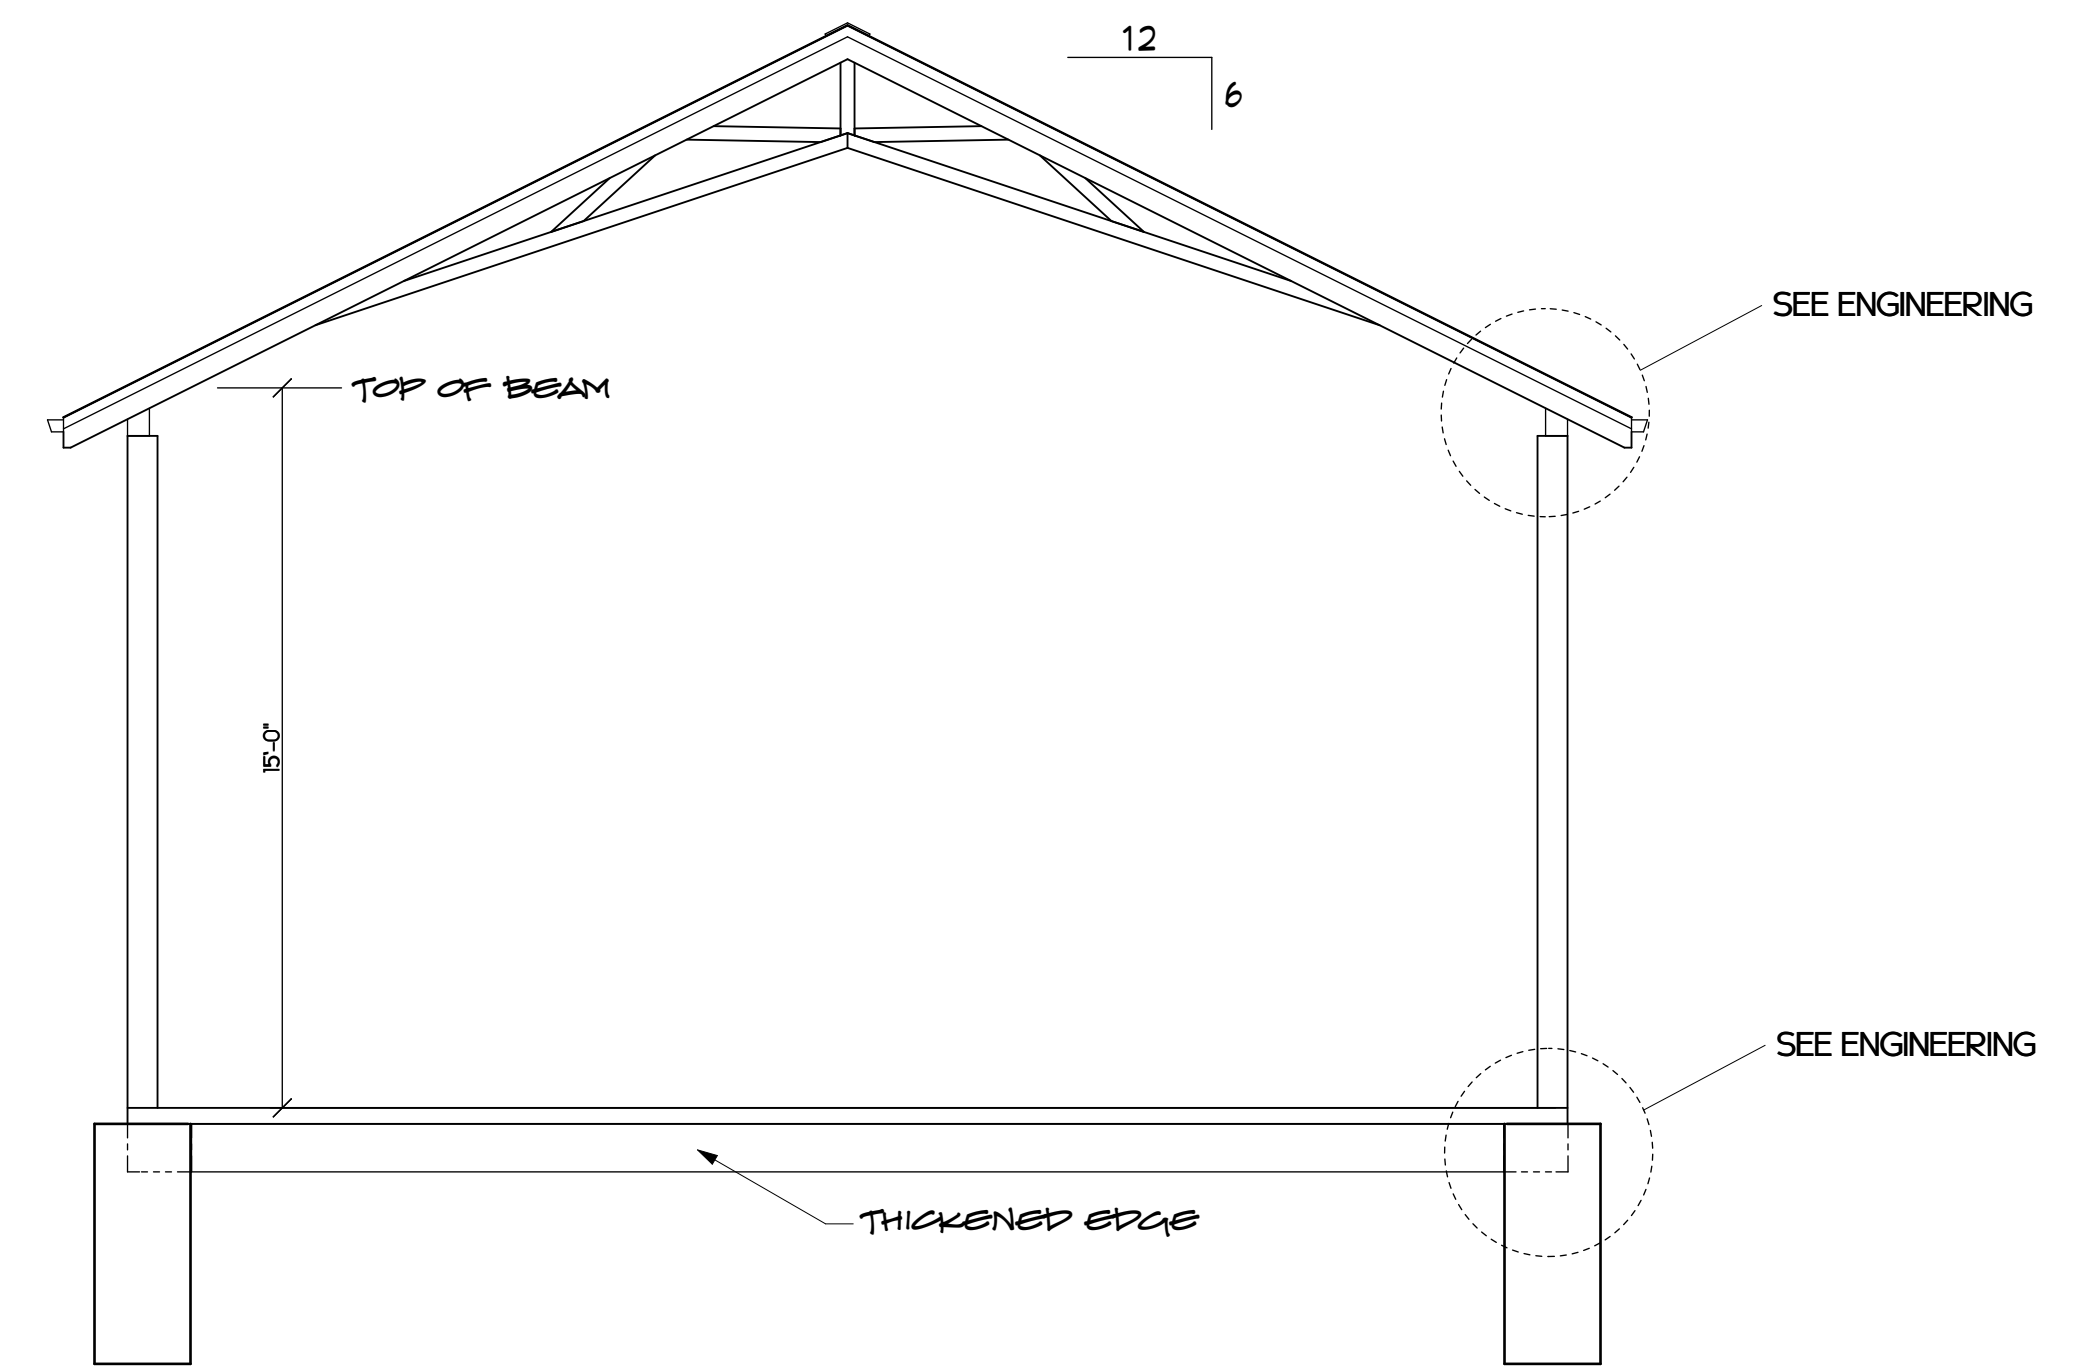 12
6
SEE ENGINEERING
TOP OF BEAM
15'-0"
SEE ENGINEERING
THICKENED EDGE